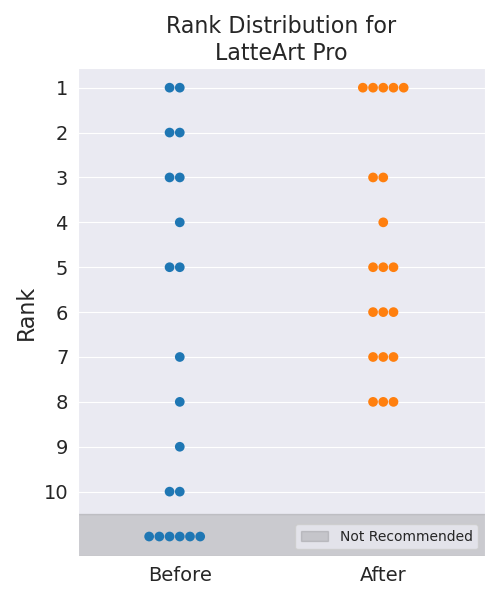 Rank Distribution for
LatteArt Pro
Rank
1
2
3
4
5
6
7
8
9
10
Not Recommended
Before After